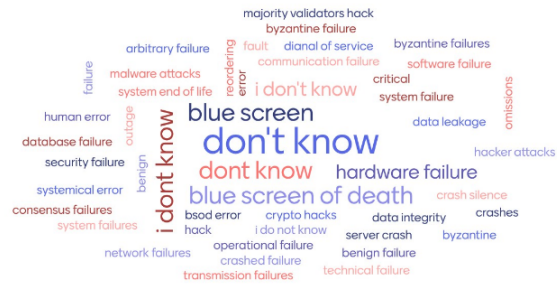 majority validators hack
byzantine failure
arbitrary failure
fault
dianal of service
byzantine failures
communication failure
software failure
failure
malware attacks
reordering
error
i don't know
critical
system end of life
system failure
omissions
human error
outage
blue screen
data leakage
don't know
database failure
i dont know
hacker attacks
security failure
benign
dont know
hardware failure
systemical error
blue screen of death
crash silence
consensus failures
bsod error
crypto hacks
data integrity
crashes
system failures
hack
i do not know
server crash
byzantine
operational failure
network failures
benign failure
crashed failure
technical failure
transmission failures